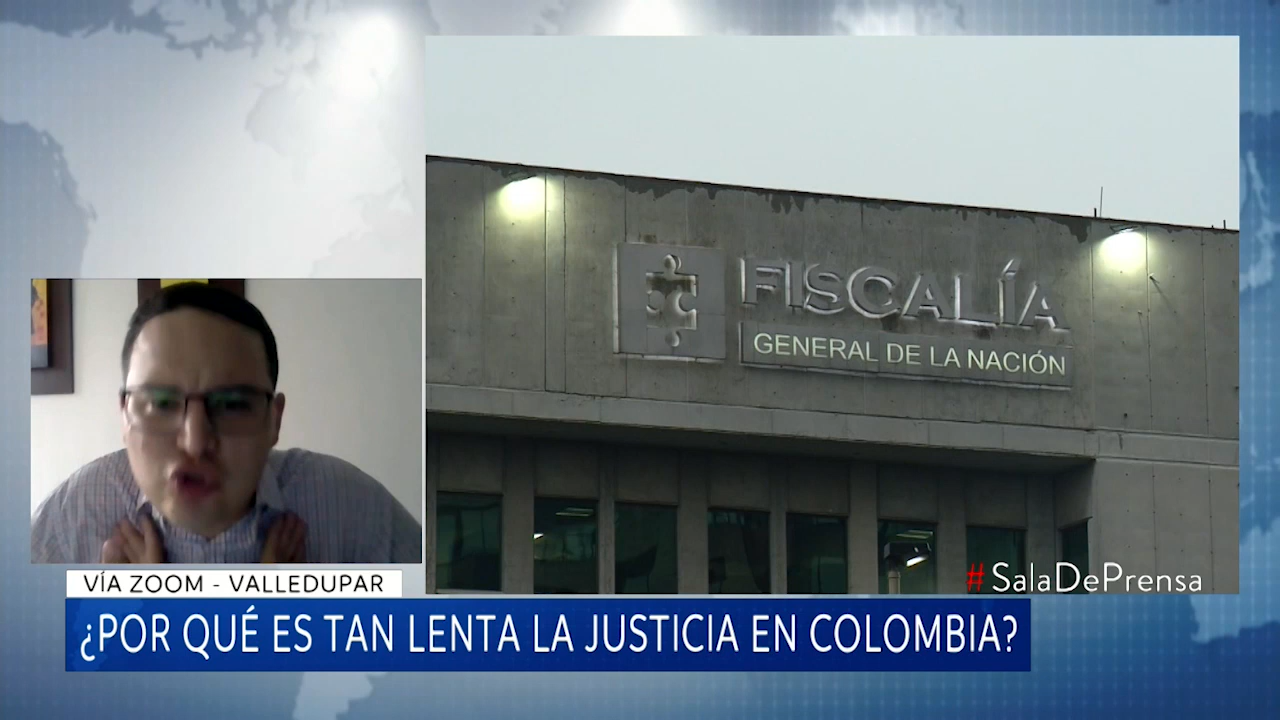 FISCALÍA
GENERAL DE LA NACIÓN
#SalaDePrensa
VÍA ZOOM - VALLEDUPAR
¿POR QUÉ ES TAN LENTA LA JUSTICIA EN COLOMBIA?